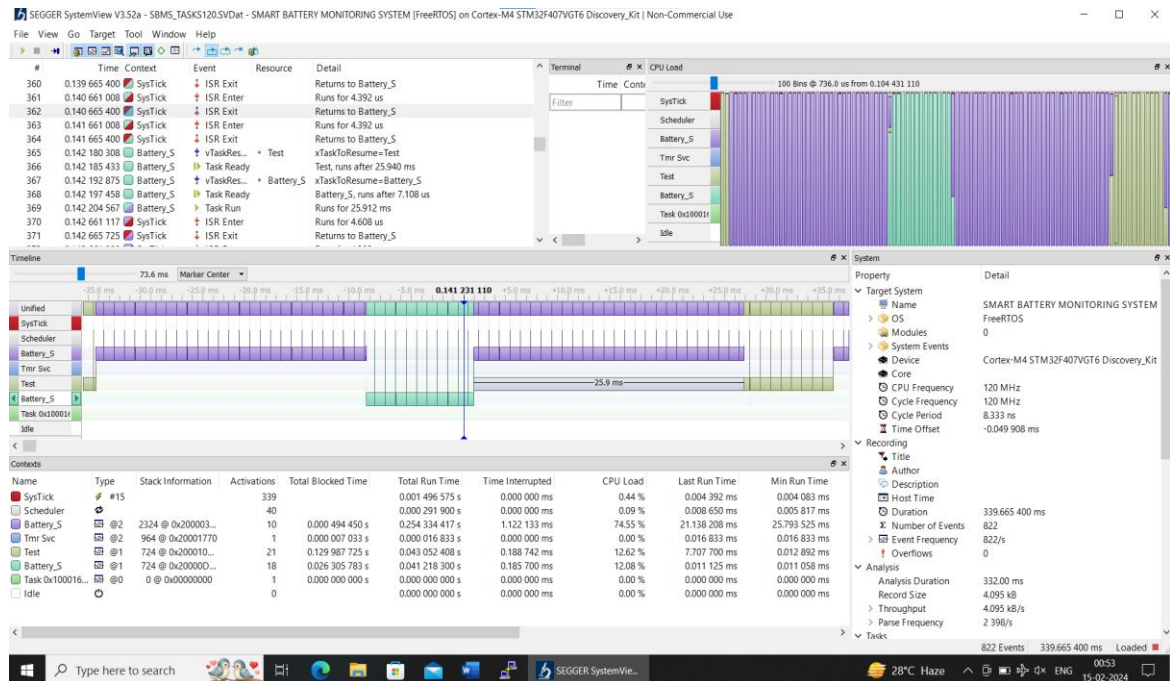 SEGGER SystemView V3.52a - SBMS_TASKS120.SVDat - SMART BATTERY MONITORING SYSTEM [FreeRTOS] on Cortex-M4 STM32F407VGT6 Discovery_Kit | Non-Commercial Use
File View Go Target Tool Window Help
# Time Context Event Resource Detail
360 0.139 665 400 SysTick ISR Exit Returns to Battery_S
361 0.140 661 008 SysTick ISR Enter Runs for 4.392 us
362 0.140 665 400 SysTick ISR Exit Returns to Battery_S
363 0.141 661 008 SysTick ISR Enter Runs for 4.392 us
364 0.141 665 400 SysTick ISR Exit Returns to Battery_S
365 0.142 180 308 Battery_S vTaskRes... Test xTaskToResume=Test
366 0.142 185 433 Battery_S Task Ready Test, runs after 25.940 ms
367 0.142 192 875 Battery_S vTaskRes... Battery_S xTaskToResume=Battery_S
368 0.142 197 458 Battery_S Task Ready Battery_S, runs after 7.108 us
369 0.142 204 567 Battery_S Task Run Runs for 25.912 ms
370 0.142 661 117 SysTick ISR Enter Runs for 4.608 us
371 0.142 665 725 SysTick ISR Exit Returns to Battery_S
Terminal
Time Conte
Filter
CPU Load
100 Bins @ 736.0 us from 0.104 431 110
SysTick
Scheduler
Battery_S
Tmr Svc
Test
Battery_S
Task 0x10001
Idle
Timeline
73.6 ms Marker Center
-35.0 ms -30.0 ms -25.0 ms -20.0 ms -15.0 ms -10.0 ms -5.0 ms 0.141 231 110 +5.0 ms +10.0 ms +15.0 ms +20.0 ms +25.0 ms +30.0 ms +35.0 ms
Unified
SysTick
Scheduler
Battery_S
Tmr Svc
Test
25.9 ms
Battery_S
Task 0x10001
Idle
Contexts
Name Type Stack Information Activations Total Blocked Time Total Run Time Time Interrupted CPU Load Last Run Time Min Run Time
SysTick #15 339 0.001 496 575 s 0.000 000 ms 0.44 % 0.004 392 ms 0.004 083 ms
Scheduler 40 0.000 291 900 s 0.000 000 ms 0.09 % 0.008 650 ms 0.005 817 ms
Battery_S @2 2324 @ 0x200003... 10 0.000 494 450 s 0.254 334 417 s 1.122 133 ms 74.55 % 21.138 208 ms 25.793 525 ms
Tmr Svc @2 964 @ 0x20001770 1 0.000 007 033 s 0.000 016 833 s 0.000 000 ms 0.00 % 0.016 833 ms 0.016 833 ms
Test @1 724 @ 0x200010... 21 0.129 987 725 s 0.043 052 408 s 0.188 742 ms 12.62 % 7.707 700 ms 0.012 892 ms
Battery_S @1 724 @ 0x20000D... 18 0.026 305 783 s 0.041 218 300 s 0.185 700 ms 12.08 % 0.011 125 ms 0.011 058 ms
Task 0x100016... @0 0 @ 0x00000000 1 0.000 000 000 s 0.000 000 000 s 0.000 000 ms 0.00 % 0.000 000 ms 0.000 000 ms
Idle 0 0.000 000 000 s 0.000 000 ms 0.00 % 0.000 000 ms 0.000 000 ms
System
Property Detail
Target System
Name SMART BATTERY MONITORING SYSTEM
OS FreeRTOS
Modules 0
System Events
Device Cortex-M4 STM32F407VGT6 Discovery_Kit
Core
CPU Frequency 120 MHz
Cycle Frequency 120 MHz
Cycle Period 8.333 ns
Time Offset -0.049 908 ms
Recording
Title
Author
Description
Host Time
Duration 339.665 400 ms
Number of Events 822
Event Frequency 822/s
Overflows 0
Analysis
Analysis Duration 332.00 ms
Record Size 4.095 kB
Throughput 4.095 kB/s
Parse Frequency 2 398/s
Tasks
822 Events 339.665 400 ms Loaded
Type here to search
SEGGER SystemView...
28°C Haze ENG 00:53
15-02-2024